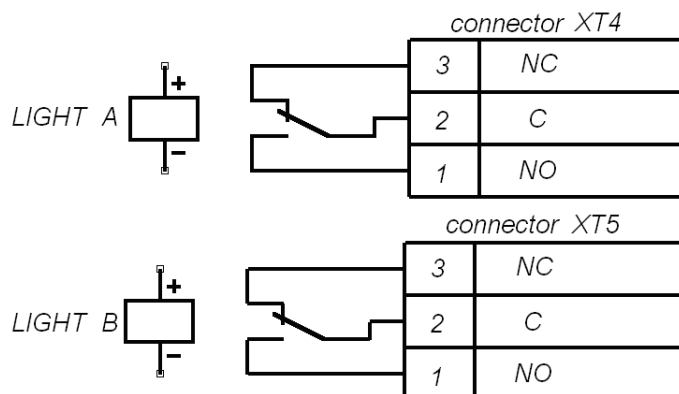 connector XT4
3 NC
+
LIGHT A
2 C
−
1 NO
connector XT5
3 NC
+
LIGHT B
2 C
−
1 NO